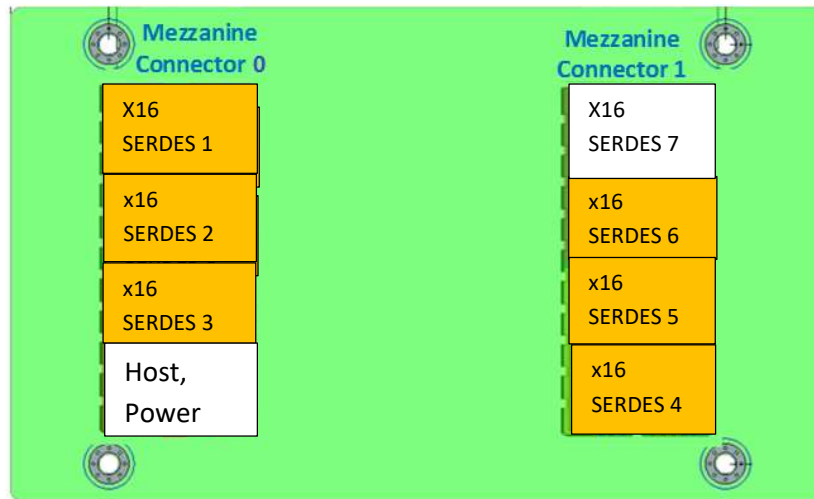 Mezzanine
Connector 0
X16
SERDES 1
x16
SERDES 2
x16
SERDES 3
Host,
Power
Mezzanine
Connector 1
X16
SERDES 7
x16
SERDES 6
x16
SERDES 5
x16
SERDES 4